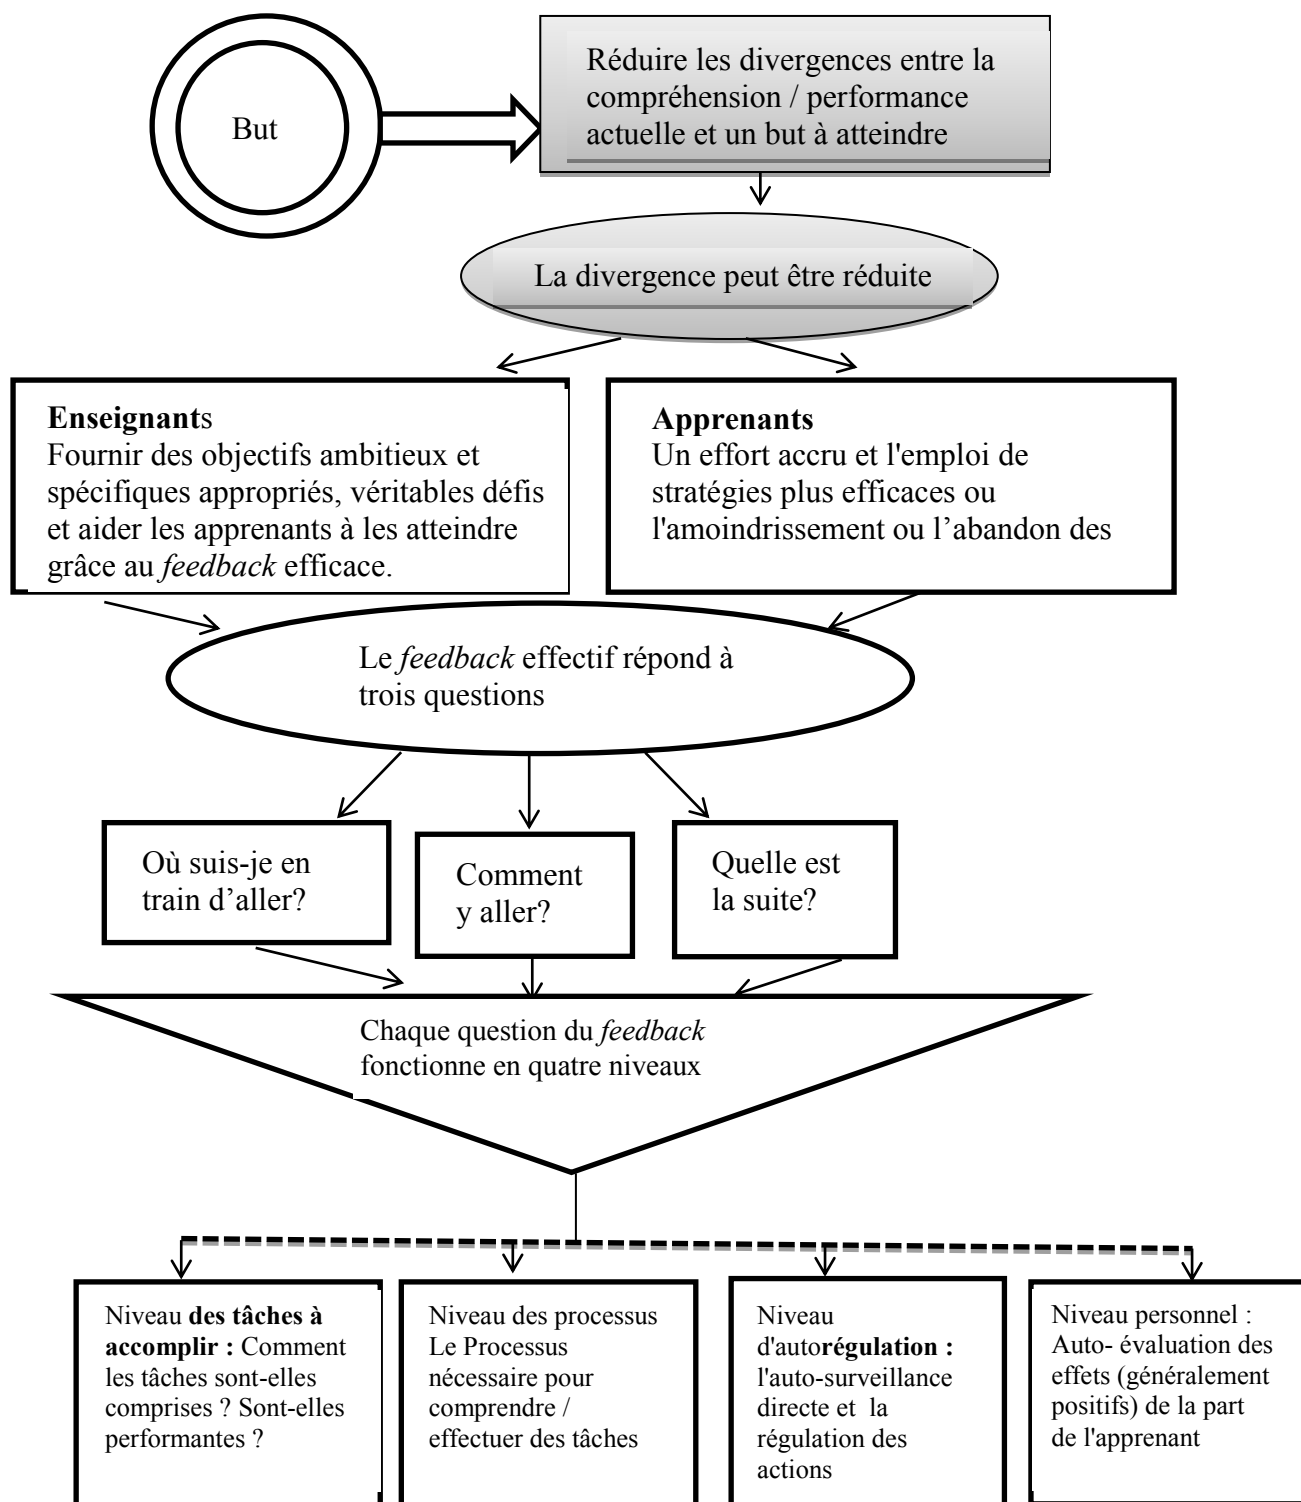 But
Réduire les divergences entre la
compréhension / performance
actuelle et un but à atteindre
La divergence peut être réduite
Enseignants
Fournir des objectifs ambitieux et
spécifiques appropriés, véritables défis
et aider les apprenants à les atteindre
grâce au feedback efficace.
Apprenants
Un effort accru et l'emploi de
stratégies plus efficaces ou
l'amoindrissement ou l’abandon des
Le feedback effectif répond à
trois questions
Où suis-je en
train d’aller?
Comment
y aller?
Quelle est
la suite?
Chaque question du feedback
fonctionne en quatre niveaux
Niveau des tâches à
accomplir : Comment
les tâches sont-elles
comprises ? Sont-elles
performantes ?
Niveau des processus
Le Processus
nécessaire pour
comprendre /
effectuer des tâches
Niveau
d'autorégulation :
l'auto-surveillance
directe et  la
régulation des
actions
Niveau personnel :
Auto- évaluation des
effets (généralement
positifs) de la part
de l'apprenant